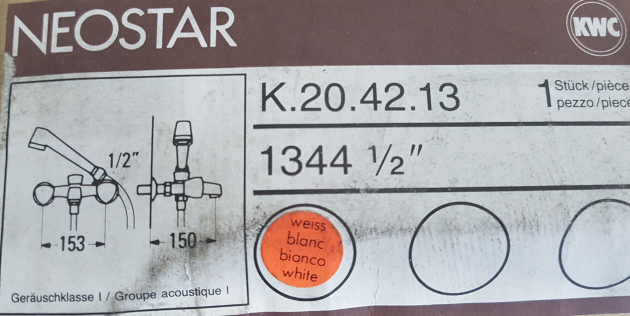 NEOSTAR
KWC
K.20.42.13
1 Stück/pièce
pezzo/piece
1344 ½"
1/2"
153
150
weiss
blanc
bianco
white
Geräuschklasse I / Groupe acoustique I